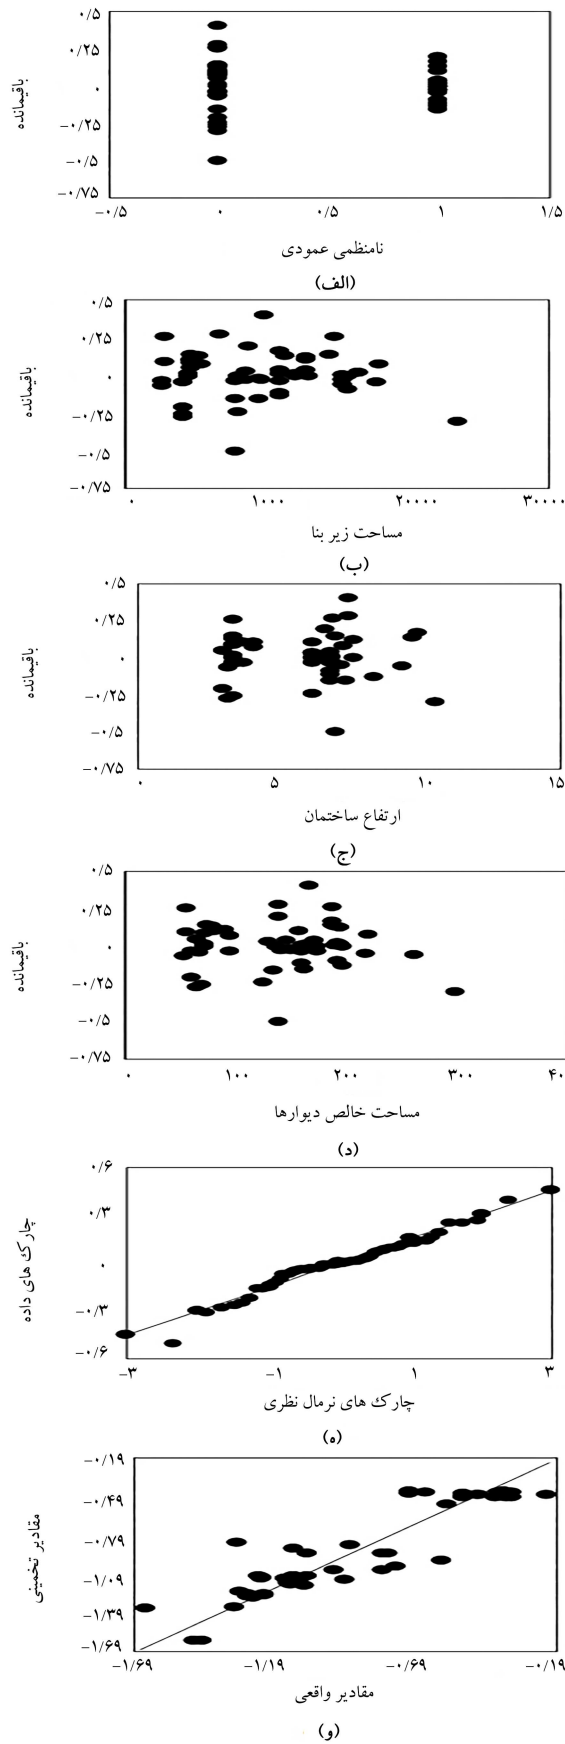 ۰/۵
۰/۲۵
۰
-۰/۲۵
-۰/۵
-۰/۷۵
باقیمانده
-۰/۵ ۰ ۰/۵ ۱ ۱/۵
نامنظمی عمودی
(الف)
۰/۵
۰/۲۵
۰
-۰/۲۵
-۰/۵
-۰/۷۵
باقیمانده
۰ ۱۰۰۰ ۲۰۰۰۰ ۳۰۰۰۰
مساحت زیر بنا
(ب)
۰/۵
۰/۲۵
۰
-۰/۲۵
-۰/۵
-۰/۷۵
باقیمانده
۰ ۵ ۱۰ ۱۵
ارتفاع ساختمان
(ج)
۰/۵
۰/۲۵
۰
-۰/۲۵
-۰/۵
-۰/۷۵
باقیمانده
۰ ۱۰۰ ۲۰۰ ۳۰۰ ۴۰
مساحت خالص دیوارها
(د)
۰/۶
۰/۳
۰
-۰/۳
-۰/۶
چارک های داده
-۳ -۱ ۱ ۳
چارک های نرمال نظری
(ه)
-۰/۱۹
-۰/۴۹
-۰/۷۹
-۱/۰۹
-۱/۳۹
-۱/۶۹
مقادیر تخمینی
-۱/۶۹ -۱/۱۹ -۰/۶۹ -۰/۱۹
مقادیر واقعی
(و)